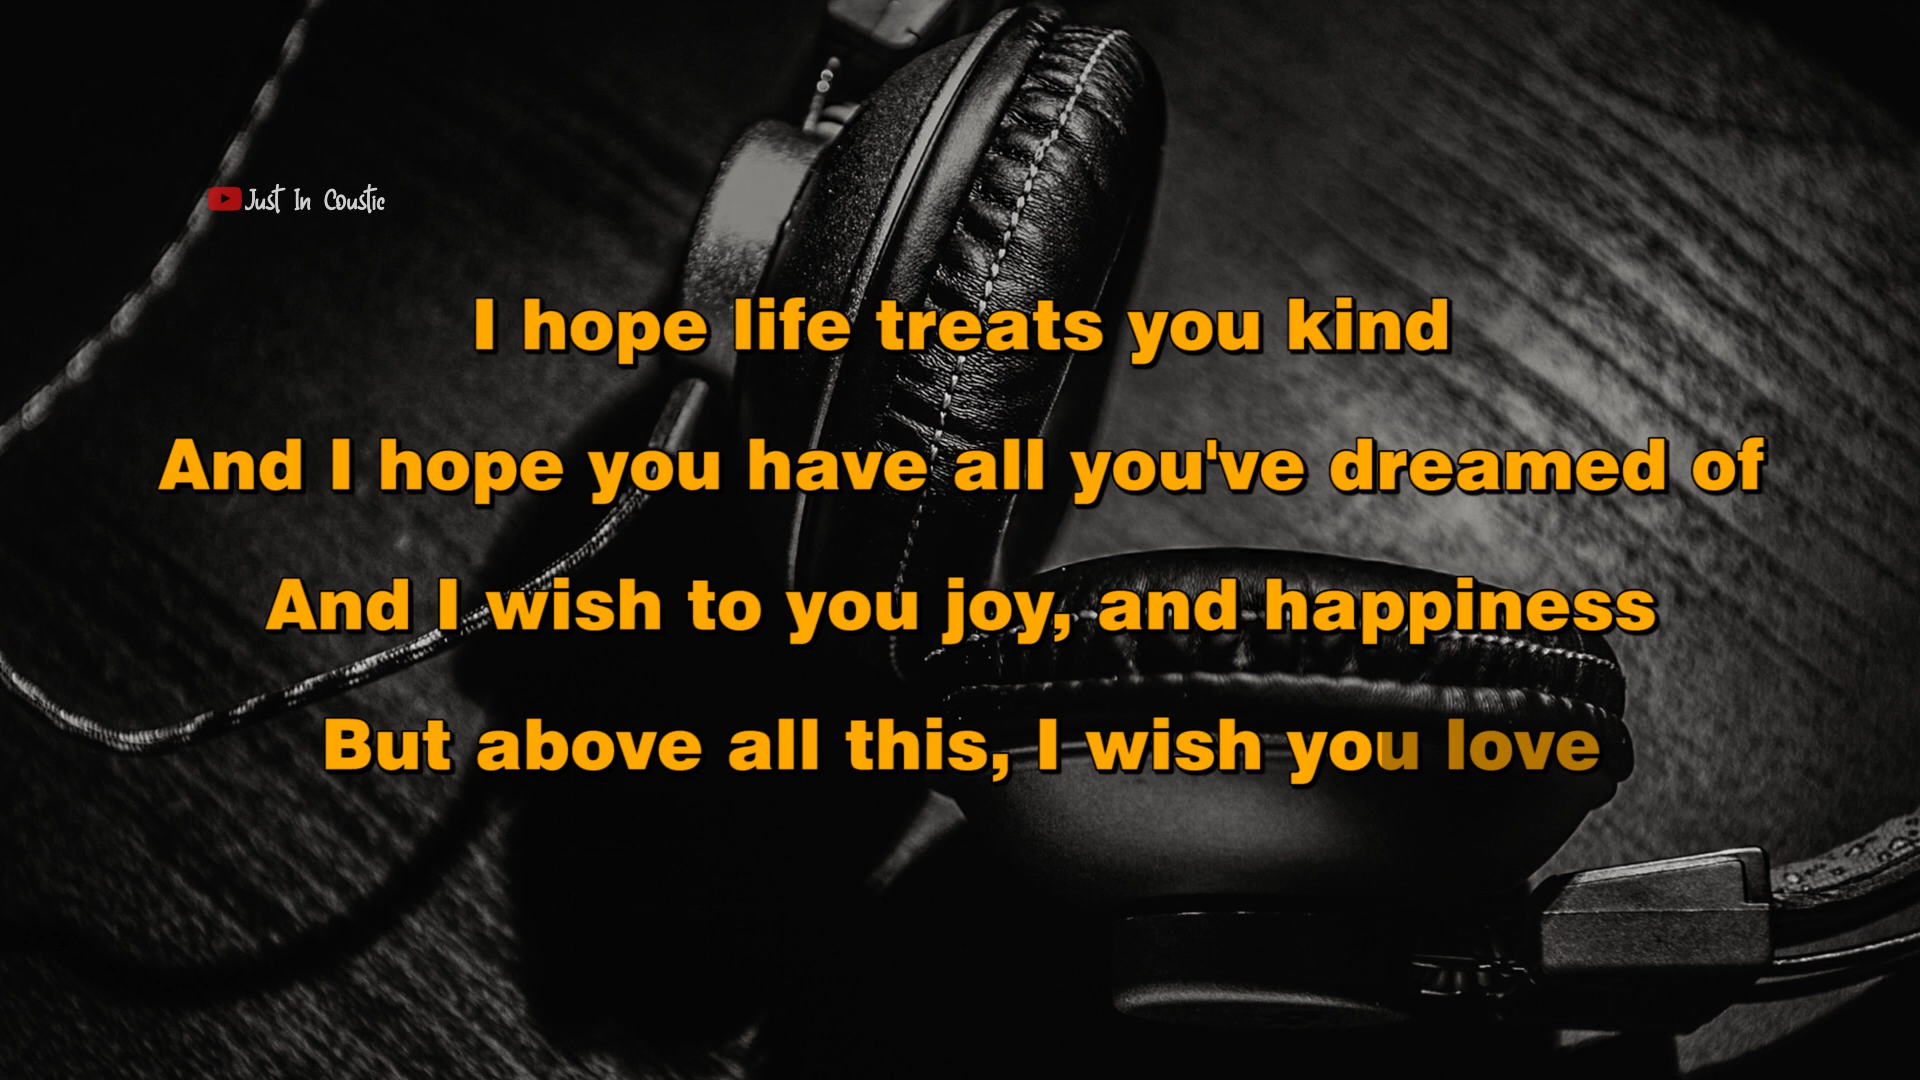 Just In Coustic
I hope life treats you kind
And I hope you have all you've dreamed of
And I wish to you joy, and happiness
But above all this, I wish you love